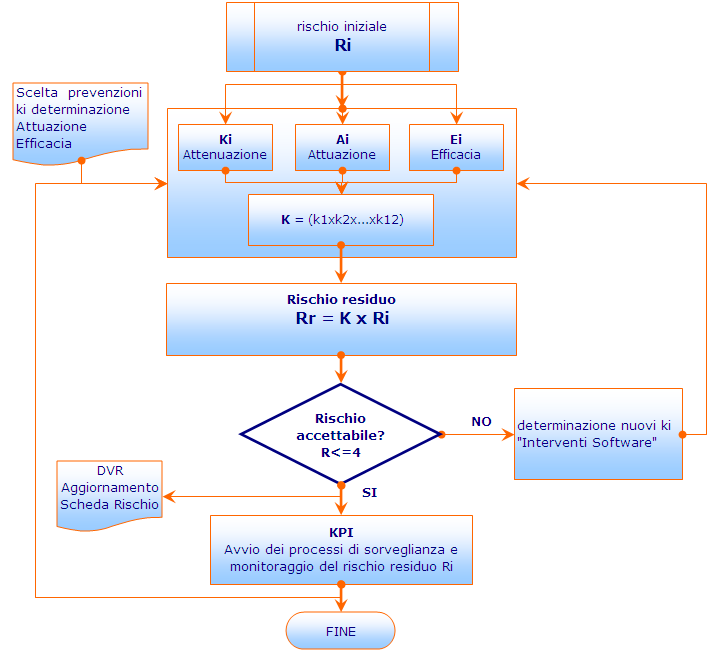 rischio iniziale
Ri
Scelta prevenzioni
ki determinazione
Attuazione
Efficacia
Ki
Attenuazione
Ai
Attuazione
Ei
Efficacia
K = (k1xk2x...xk12)
Rischio residuo
Rr = K x Ri
Rischio
accettabile?
R<=4
NO
determinazione nuovi ki
"Interventi Software"
SI
DVR
Aggiornamento
Scheda Rischio
KPI
Avvio dei processi di sorveglianza e
monitoraggio del rischio residuo Ri
FINE